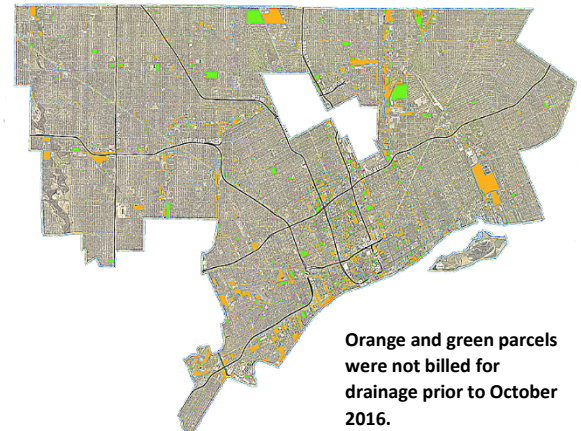 Orange and green parcels
were not billed for
drainage prior to October
2016.